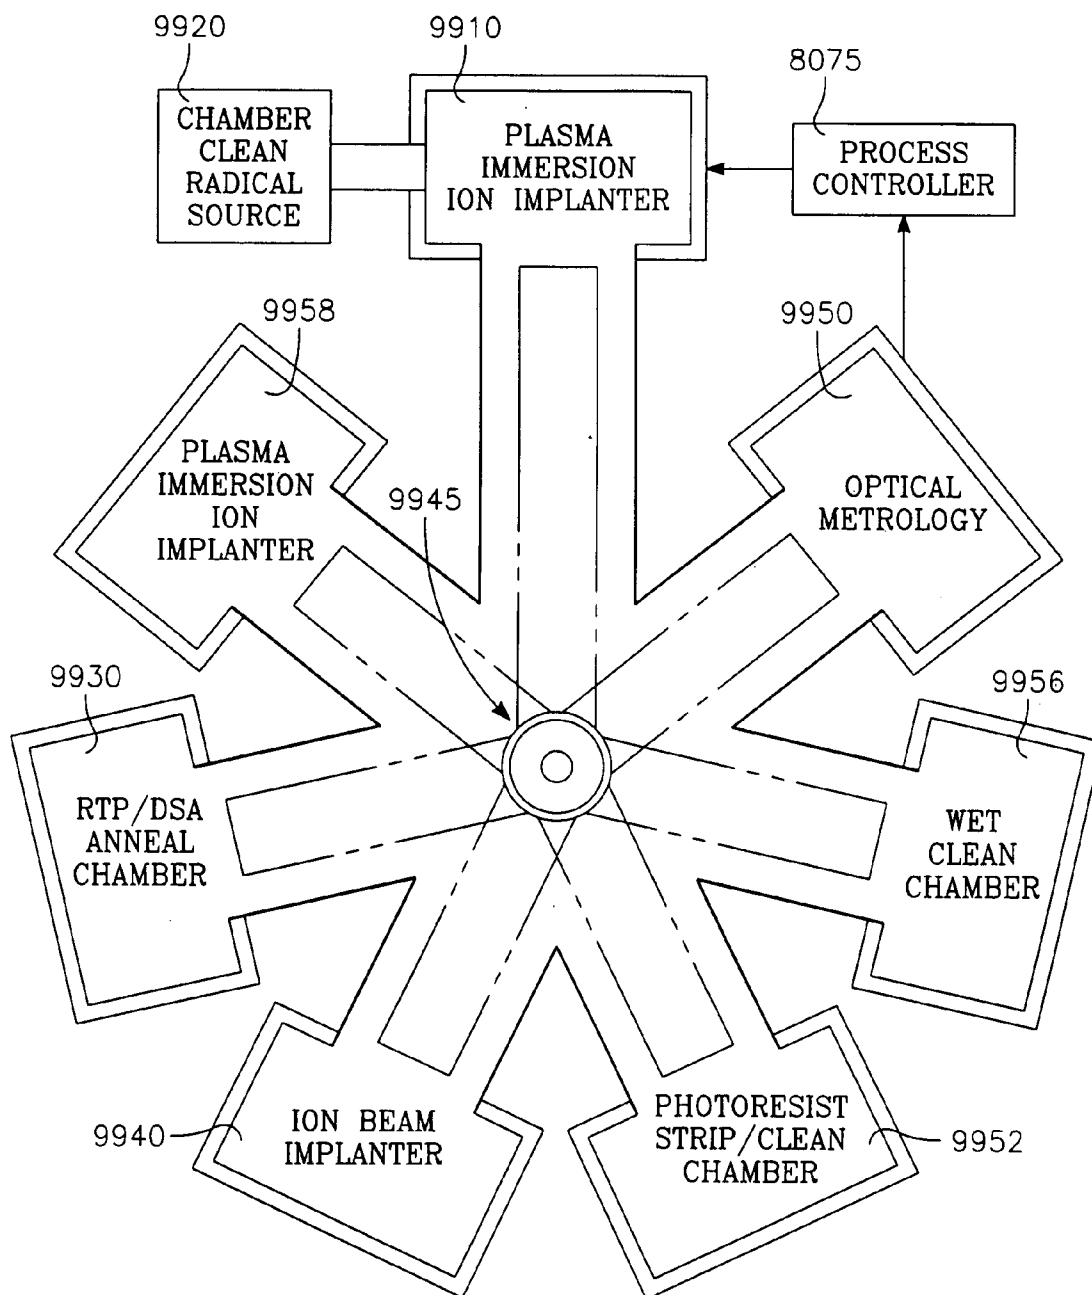 9920
9910
8075
CHAMBER
CLEAN
RADICAL
SOURCE
PLASMA
IMMERSION
ION IMPLANTER
PROCESS
CONTROLLER
9958
9950
PLASMA
IMMERSION
ION
IMPLANTER
9945
OPTICAL
METROLOGY
9930
9956
RTP/DSA
ANNEAL
CHAMBER
WET
CLEAN
CHAMBER
9940
ION BEAM
IMPLANTER
PHOTORESIST
STRIP/CLEAN
CHAMBER
9952